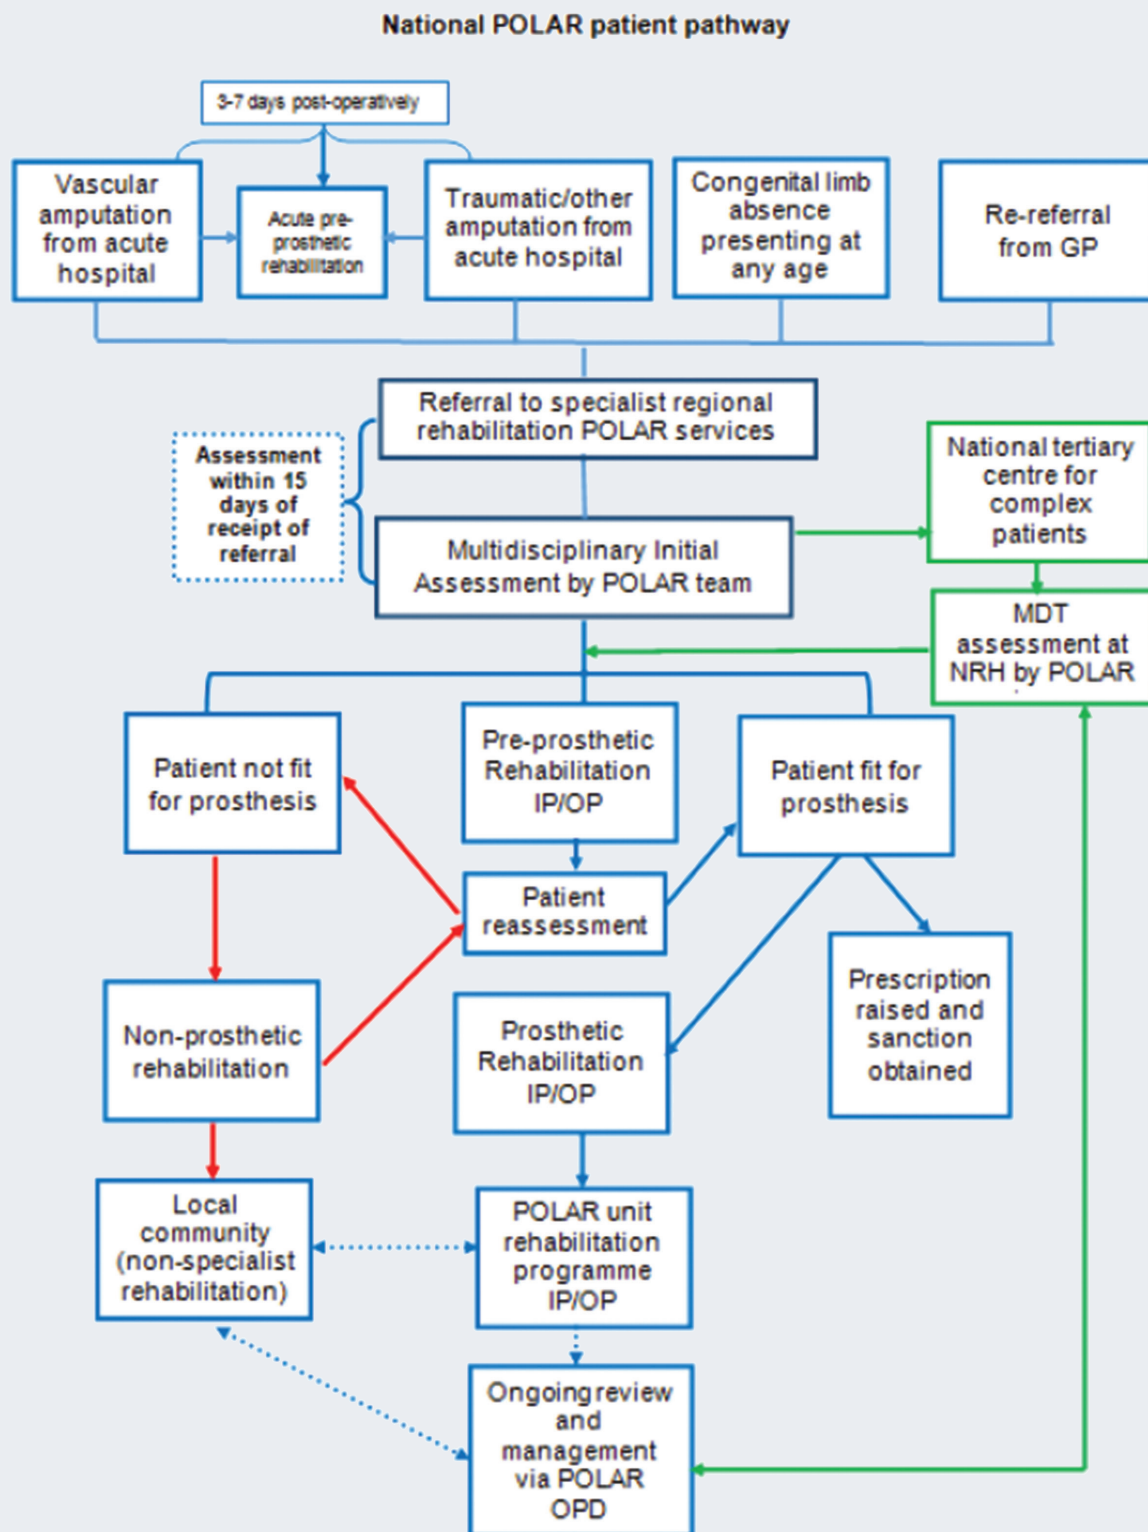 National POLAR patient pathway
3-7 days post-operatively
Vascular
amputation
from acute
hospital
Acute pre-
prosthetic
rehabilitation
Traumatic/other
amputation from
acute hospital
Congenital limb
absence
presenting at
any age
Re-referral
from GP
Referral to specialist regional
rehabilitation POLAR services
Assessment
within 15
days of
receipt of
referral
Multidisciplinary Initial
Assessment by POLAR team
National tertiary
centre for
complex
patients
MDT
assessment at
NRH by POLAR
Patient not fit
for prosthesis
Pre-prosthetic
Rehabilitation
IP/OP
Patient fit for
prosthesis
Patient
reassessment
Non-prosthetic
rehabilitation
Prosthetic
Rehabilitation
IP/OP
Prescription
raised and
sanction
obtained
Local
community
(non-specialist
rehabilitation)
POLAR unit
rehabilitation
programme
IP/OP
Ongoing review
and
management
via POLAR
OPD